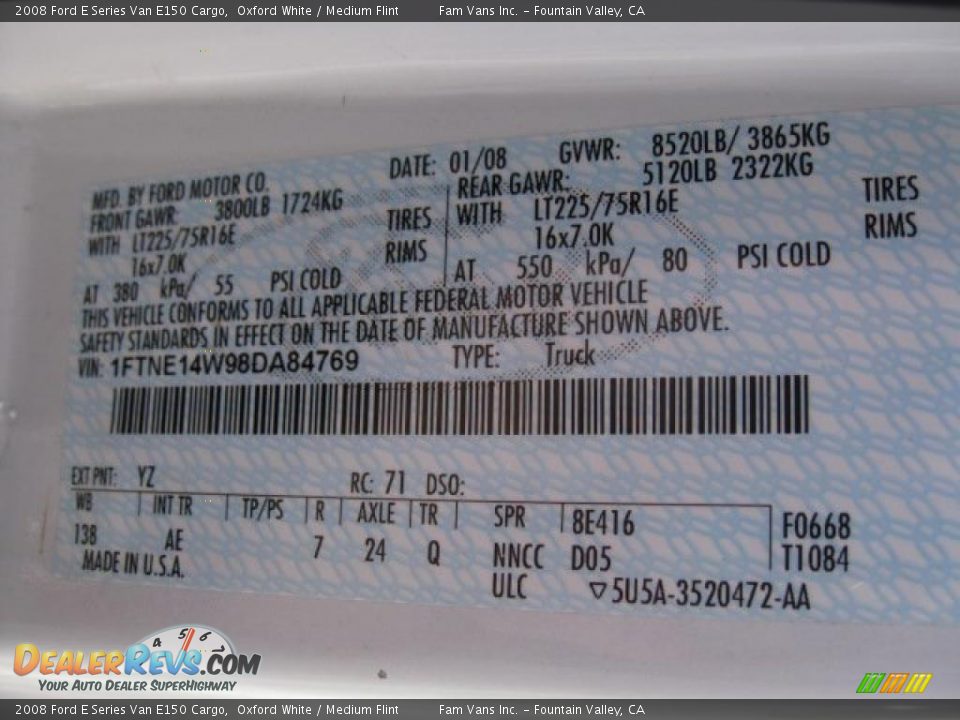 2008 Ford E Series Van E150 Cargo,  Oxford White / Medium Flint    Fam Vans Inc. - Fountain Valley, CA
MFD. BY FORD MOTOR CO. DATE: 01/08 GVWR: 8520LB/ 3865KG
FRONT GAWR: 3800LB 1724KG REAR GAWR: 5120LB 2322KG
WITH LT225/75R16E TIRES WITH LT225/75R16E TIRES
16x7.0K RIMS 16x7.0K RIMS
AT 380 kPa/ 55 PSI COLD AT 550 kPa/ 80 PSI COLD
THIS VEHICLE CONFORMS TO ALL APPLICABLE FEDERAL MOTOR VEHICLE
SAFETY STANDARDS IN EFFECT ON THE DATE OF MANUFACTURE SHOWN ABOVE.
VIN: 1FTNE14W98DA84769 TYPE: Truck
EXT PNT: YZ RC: 71 DSO:
WB INT TR TP/PS R AXLE TR SPR 8E416 F0668
138 AE 7 24 Q NNCC D05 T1084
MADE IN U.S.A. ULC ▽5U5A-3520472-AA
4 5 6
DEALERREVS.COM
YOUR AUTO DEALER SUPERHIGHWAY
2008 Ford E Series Van E150 Cargo,  Oxford White / Medium Flint    Fam Vans Inc. - Fountain Valley, CA